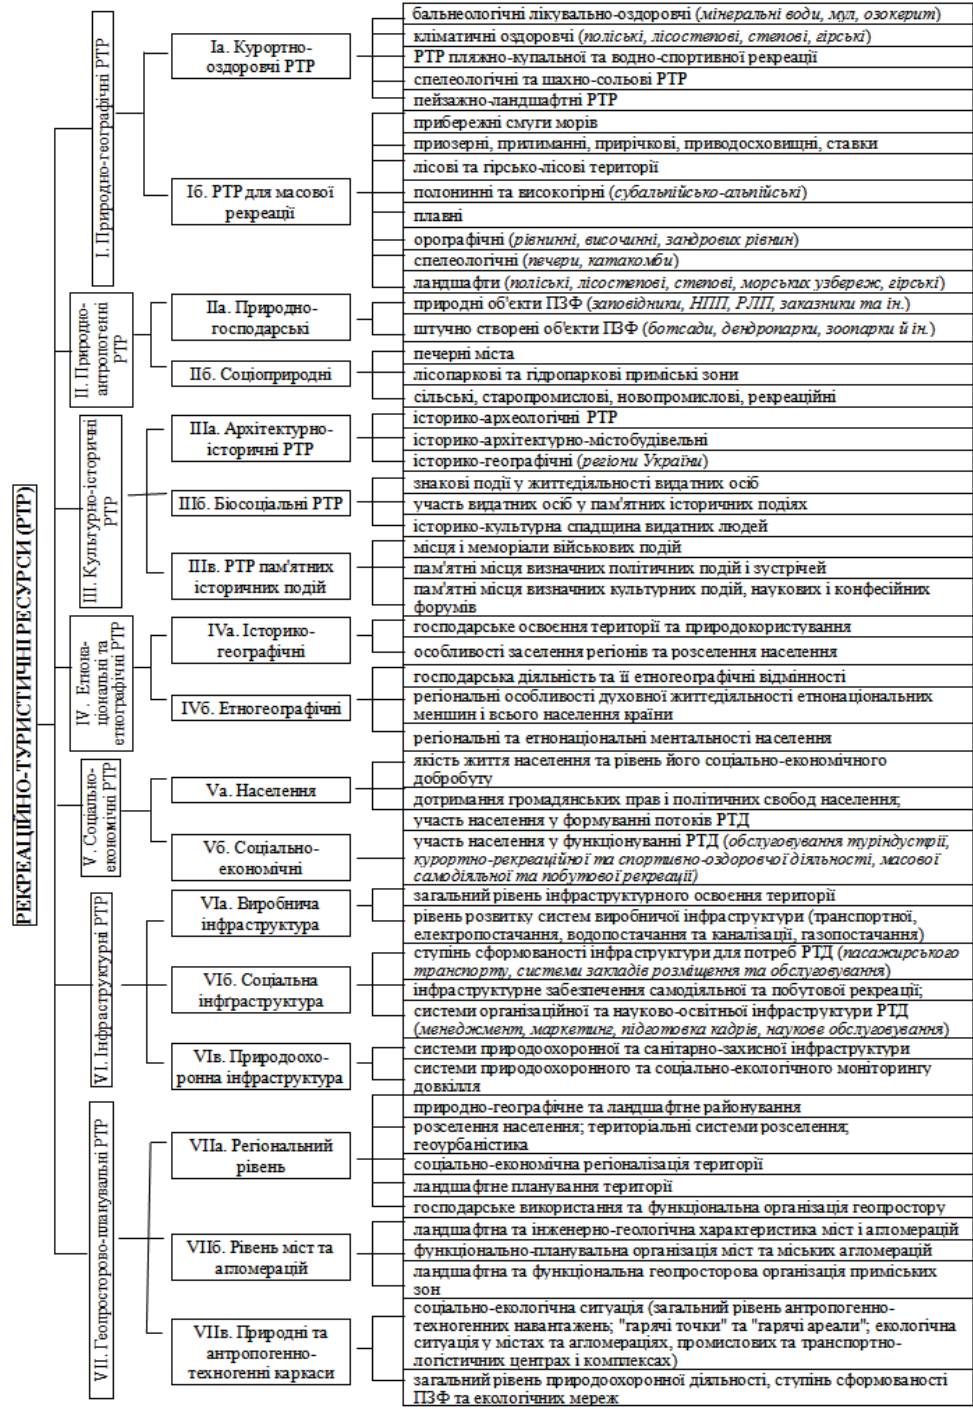 РЕКРЕАЦІЙНО-ТУРИСТИЧНІ РЕСУРСИ (РТР)
І. Природно-географічні РТР
Іа. Курортно-
оздоровчі РТР
бальнеологічні лікувально-оздоровчі (мінеральні води, мул, озокерит)
кліматичні оздоровчі (поліські, лісостепові, степові, гірські)
РТР пляжно-купальної та водно-спортивної рекреації
спелеологічні та шахно-сольові РТР
пейзажно-ландшафтні РТР
Іб. РТР для масової
рекреації
прибережні смуги морів
приозерні, прилиманні, прирічкові, приводосховищні, ставки
лісові та гірсько-лісові території
полонинні та високогірні (субальпійсько-альпійські)
плавні
орографічні (рівнинні, височинні, зандрових рівнин)
спелеологічні (печери, катакомби)
ландшафти (поліські, лісостепові, степові, морських узбереж, гірські)
ІІ. Природно-
антропогенні
РТР
ІІа. Природно-
господарські
природні об'єкти ПЗФ (заповідники, НПП, РЛП, заказники та ін.)
штучно створені об'єкти ПЗФ (ботсади, дендропарки, зоопарки й ін.)
ІІб. Соціоприродні
печерні міста
лісопаркові та гідропаркові приміські зони
сільські, старопромислові, новопромислові, рекреаційні
ІІІ. Культурно-історичні
РТР
ІІІа. Архітектурно-
історичні РТР
історико-археологічні РТР
історико-архітектурно-містобудівельні
історико-географічні (регіони України)
ІІІб. Біосоціальні РТР
знакові події у життєдіяльності видатних осіб
участь видатних осіб у пам'ятних історичних подіях
історико-культурна спадщина видатних людей
ІІІв. РТР пам'ятних
історичних подій
місця і меморіали військових подій
пам'ятні місця визначних політичних подій і зустрічей
пам'ятні місця визначних культурних подій, наукових і конфесійних
форумів
IV. Етнона-
ціональні та
етнографічні РТР
IVа. Історико-
географічні
господарське освоєння території та природокористування
особливості заселення регіонів та розселення населення
IVб. Етногеографічні
господарська діяльність та її етногеографічні відмінності
регіональні особливості духовної життєдіяльності етнонаціональних
меншин і всього населення країни
регіональні та етнонаціональні ментальності населення
V. Соціально-
економічні РТР
Vа. Населення
якість життя населення та рівень його соціально-економічного
добробуту
дотримання громадянських прав і політичних свобод населення;
участь населення у формуванні потоків РТД
Vб. Соціально-
економічні
участь населення у функціонуванні РТД (обслуговування туріндустрії,
курортно-рекреаційної та спортивно-оздоровчої діяльності, масової
самодіяльної та побутової рекреації)
VI. Інфраструктурні РТР
VIа. Виробнича
інфраструктура
загальний рівень інфраструктурного освоєння території
рівень розвитку систем виробничої інфраструктури (транспортної,
електропостачання, водопостачання та каналізації, газопостачання)
VIб. Соціальна
інфґраструктура
ступінь сформованості інфраструктури для потреб РТД (пасажирського
транспорту, системи закладів розміщення та обслуговування)
інфраструктурне забезпечення самодіяльної та побутової рекреації;
системи організаційної та науково-освітньої інфраструктури РТД
(менеджмент, маркетинг, підготовка кадрів, наукове обслуговування)
VIв. Природоохо-
ронна інфраструктура
системи природоохоронної та санітарно-захисної інфраструктури
системи природоохоронного та соціально-екологічного моніторингу
довкілля
VII. Геопросторово-планувальні РТР
VIIа. Регіональний
рівень
природно-географічне та ландшафтне районування
розселення населення; територіальні системи розселення;
геоурбаністика
соціально-економічна регіоналізація території
ландшафтне планування території
господарське використання та функціональна організація геопростору
VIIб. Рівень міст та
агломерацій
ландшафтна та інженерно-геологічна характеристика міст і агломерацій
функціонально-планувальна організація міст та міських агломерацій
ландшафтна та функціональна геопросторова організація приміських
зон
VIIв. Природні та
антропогенно-
техногенні каркаси
соціально-екологічна ситуація (загальний рівень антропогенно-
техногенних навантажень; "гарячі точки" та "гарячі ареали"; екологічна
ситуація у містах та агломераціях, промислових та транспортно-
логістичних центрах і комплексах)
загальний рівень природоохоронної діяльності, ступінь сформованості
ПЗФ та екологічних мереж